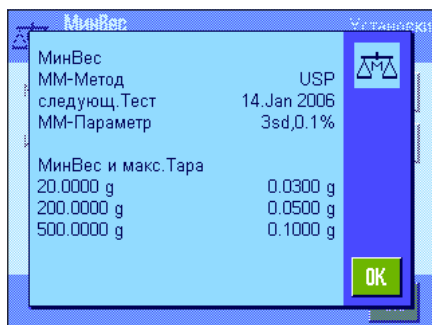 МинВес
Установки
МинВес
ММ-Метод USP
следующ.Тест 14.Jan 2006
ММ-Параметр 3sd,0.1%
МинВес и макс.Тара
20.0000 g 0.0300 g
200.0000 g 0.0500 g
500.0000 g 0.1000 g
OK